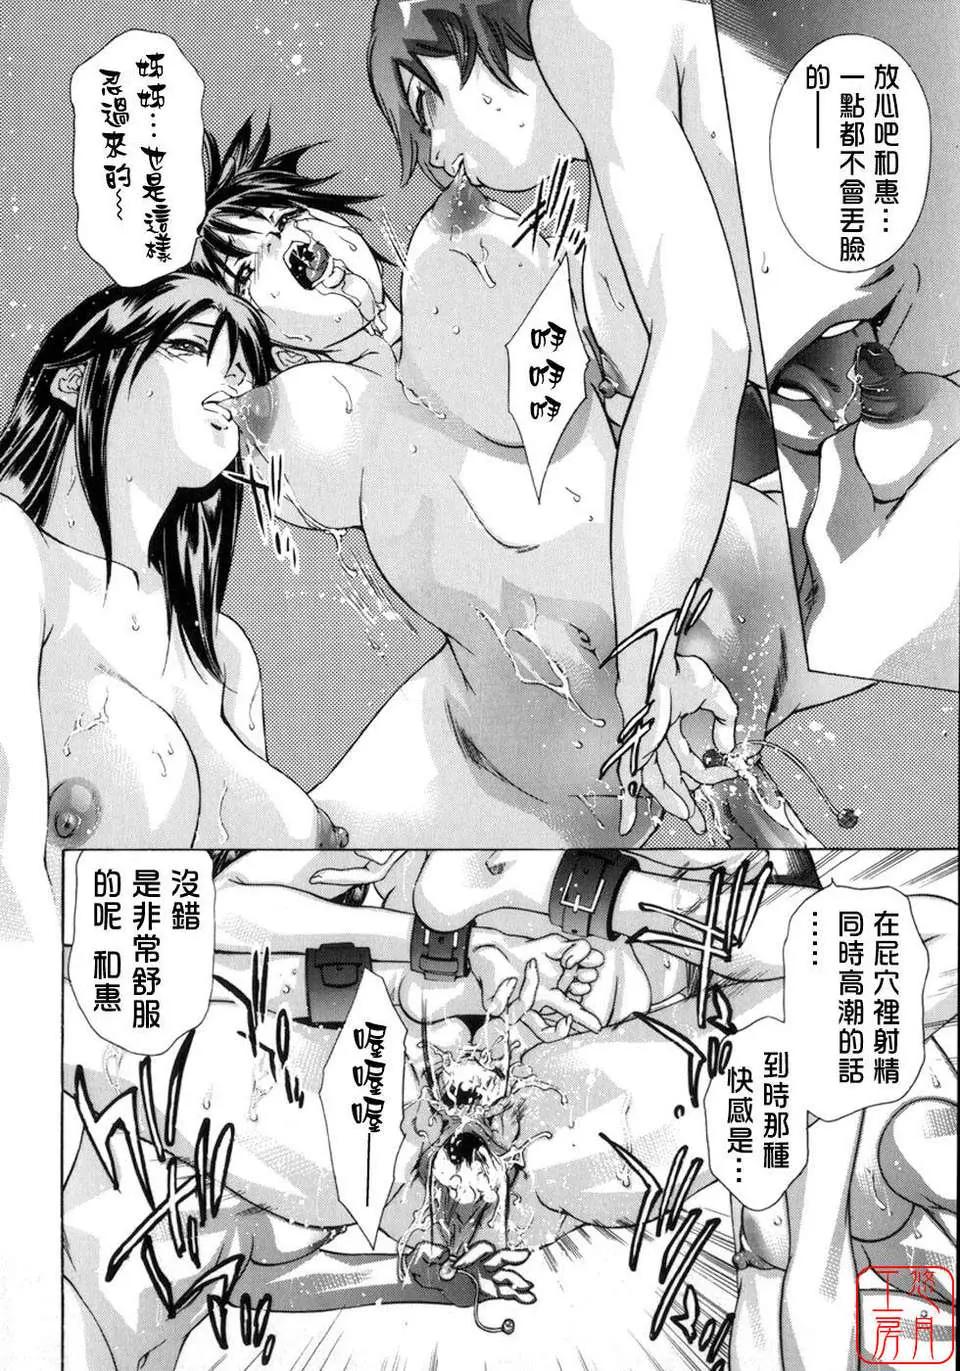 放心吧和惠…
一點都不會丟臉
的——
姊姊…也是這樣
忍過來的~
咿咿咿
在屁穴裡射精
同時高潮的話
……
到時那種
快感是…
喔喔喔—
沒錯
是非常舒服
的呢 和惠
悠月
工房